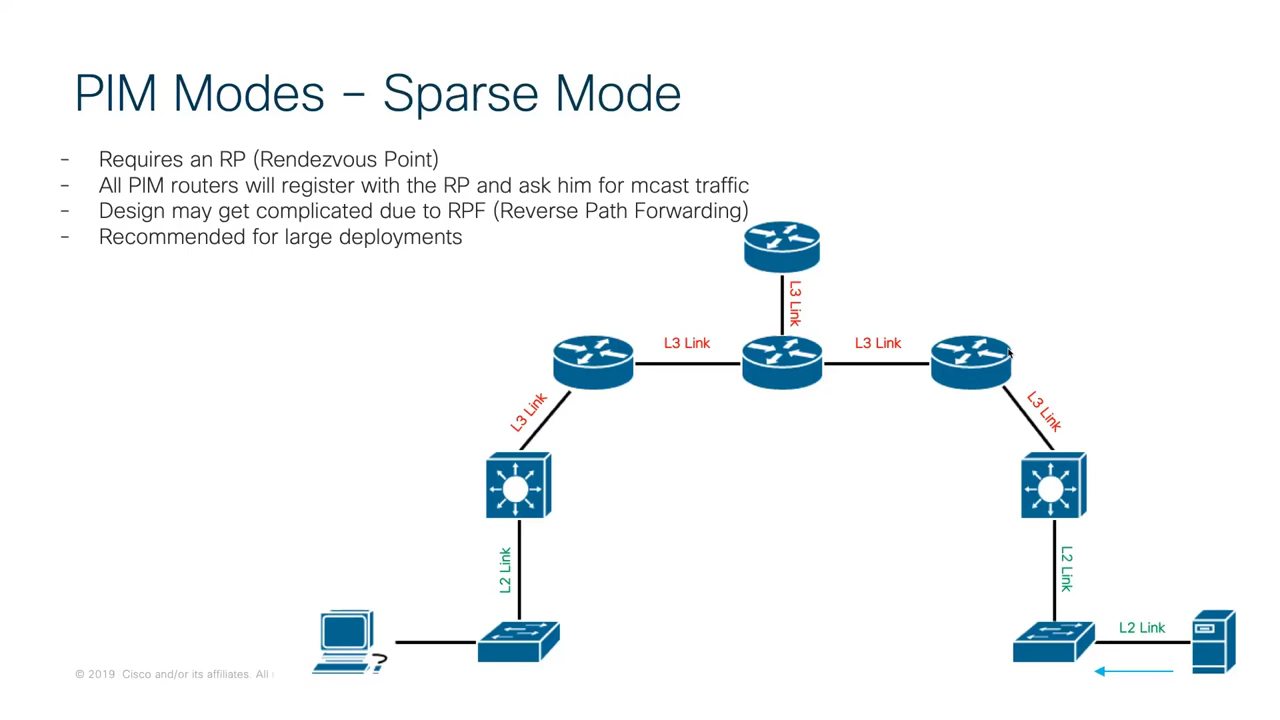 PIM Modes – Sparse Mode
- Requires an RP (Rendezvous Point)
- All PIM routers will register with the RP and ask him for mcast traffic
- Design may get complicated due to RPF (Reverse Path Forwarding)
- Recommended for large deployments
L3 Link
L3 Link
L3 Link
L3 Link
L3 Link
L2 Link
L2 Link
L2 Link
© 2019 Cisco and/or its affiliates. All